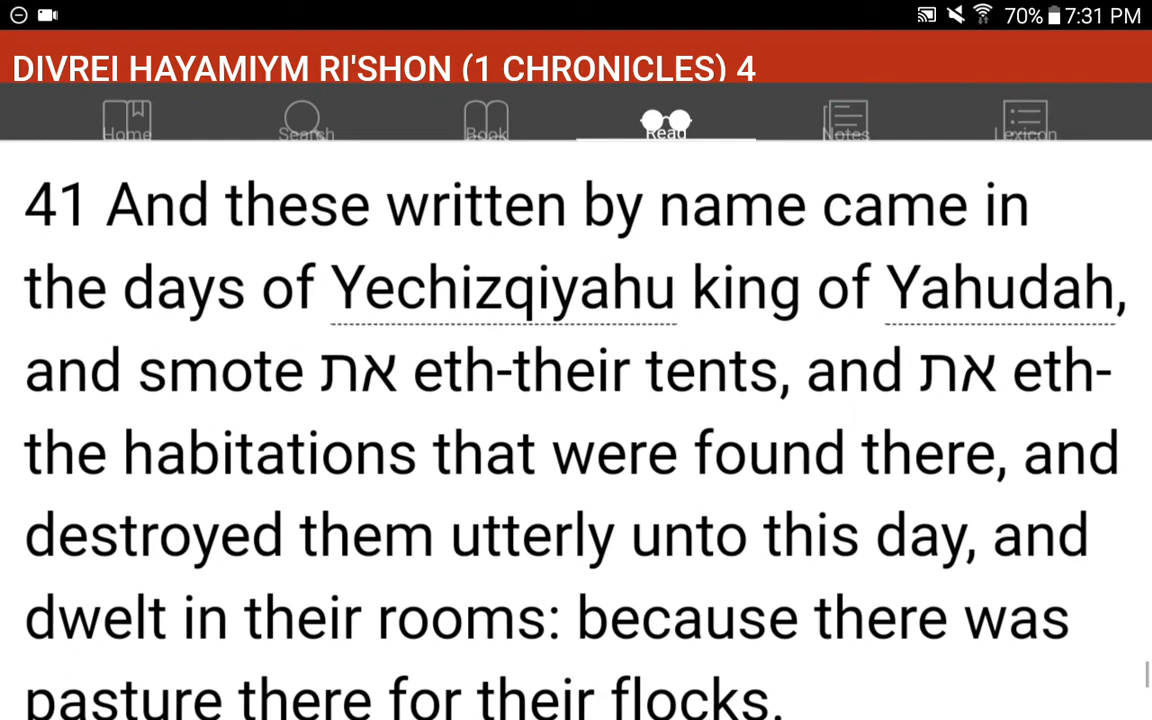 70% 7:31 PM
DIVREI HAYAMIYM RI'SHON (1 CHRONICLES) 4
Home Search Book Read Notes Lexicon
41 And these written by name came in
the days of Yechizqiyahu king of Yahudah,
and smote את eth-their tents, and את eth-
the habitations that were found there, and
destroyed them utterly unto this day, and
dwelt in their rooms: because there was
pasture there for their flocks.